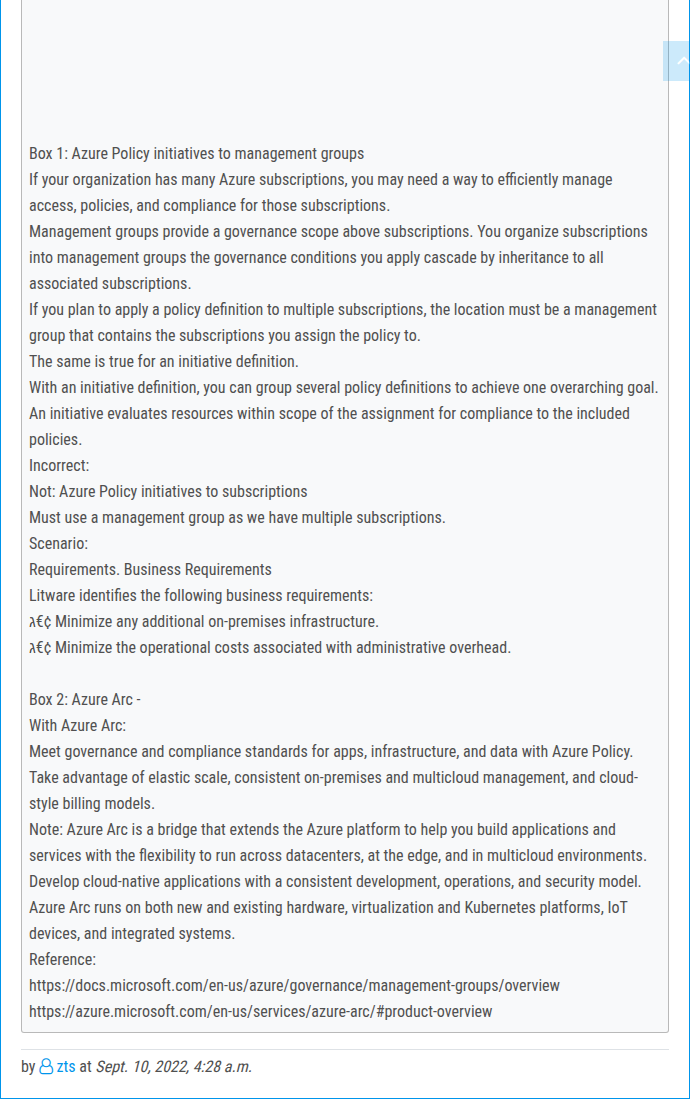 Box 1: Azure Policy initiatives to management groups
If your organization has many Azure subscriptions, you may need a way to efficiently manage
access, policies, and compliance for those subscriptions.
Management groups provide a governance scope above subscriptions. You organize subscriptions
into management groups the governance conditions you apply cascade by inheritance to all
associated subscriptions.
If you plan to apply a policy definition to multiple subscriptions, the location must be a management
group that contains the subscriptions you assign the policy to.
The same is true for an initiative definition.
With an initiative definition, you can group several policy definitions to achieve one overarching goal.
An initiative evaluates resources within scope of the assignment for compliance to the included
policies.
Incorrect:
Not: Azure Policy initiatives to subscriptions
Must use a management group as we have multiple subscriptions.
Scenario:
Requirements. Business Requirements
Litware identifies the following business requirements:
λ€¢ Minimize any additional on-premises infrastructure.
λ€¢ Minimize the operational costs associated with administrative overhead.
Box 2: Azure Arc -
With Azure Arc:
Meet governance and compliance standards for apps, infrastructure, and data with Azure Policy.
Take advantage of elastic scale, consistent on-premises and multicloud management, and cloud-
style billing models.
Note: Azure Arc is a bridge that extends the Azure platform to help you build applications and
services with the flexibility to run across datacenters, at the edge, and in multicloud environments.
Develop cloud-native applications with a consistent development, operations, and security model.
Azure Arc runs on both new and existing hardware, virtualization and Kubernetes platforms, IoT
devices, and integrated systems.
Reference:
https://docs.microsoft.com/en-us/azure/governance/management-groups/overview
https://azure.microsoft.com/en-us/services/azure-arc/#product-overview
by zts at Sept. 10, 2022, 4:28 a.m.